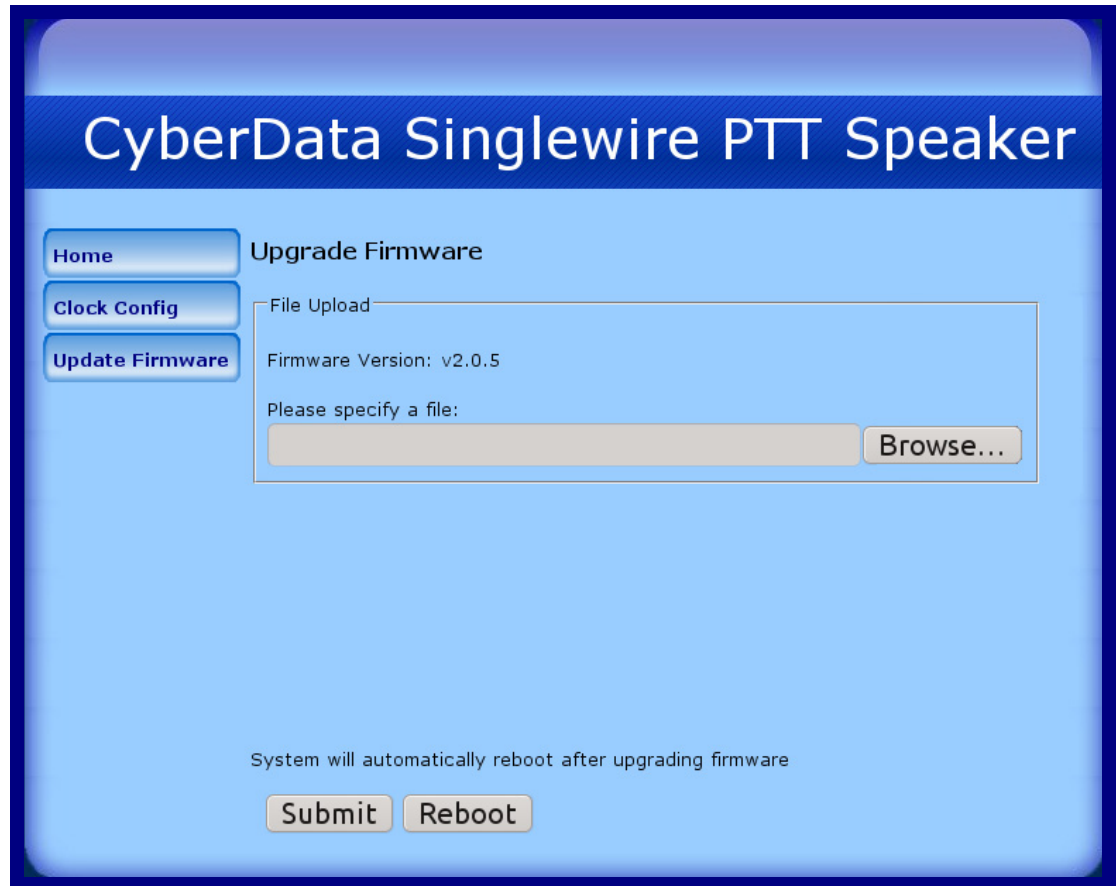 CyberData Singlewire PTT Speaker
Home
Clock Config
Update Firmware
Upgrade Firmware
File Upload
Firmware Version: v2.0.5
Please specify a file:
Browse...
System will automatically reboot after upgrading firmware
Submit
Reboot